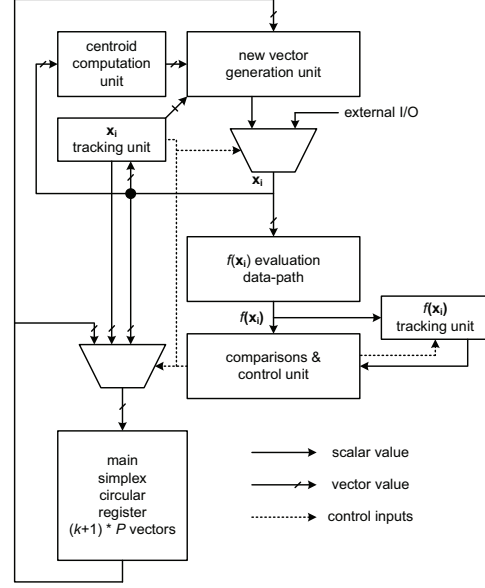 centroid
computation
unit
new vector
generation unit
external I/O
xᵢ
tracking unit
xᵢ
f(xᵢ) evaluation
data-path
f(xᵢ)
f(xᵢ)
tracking unit
comparisons &
control unit
main
simplex
circular
register
(k+1) * P vectors
scalar value
vector value
control inputs